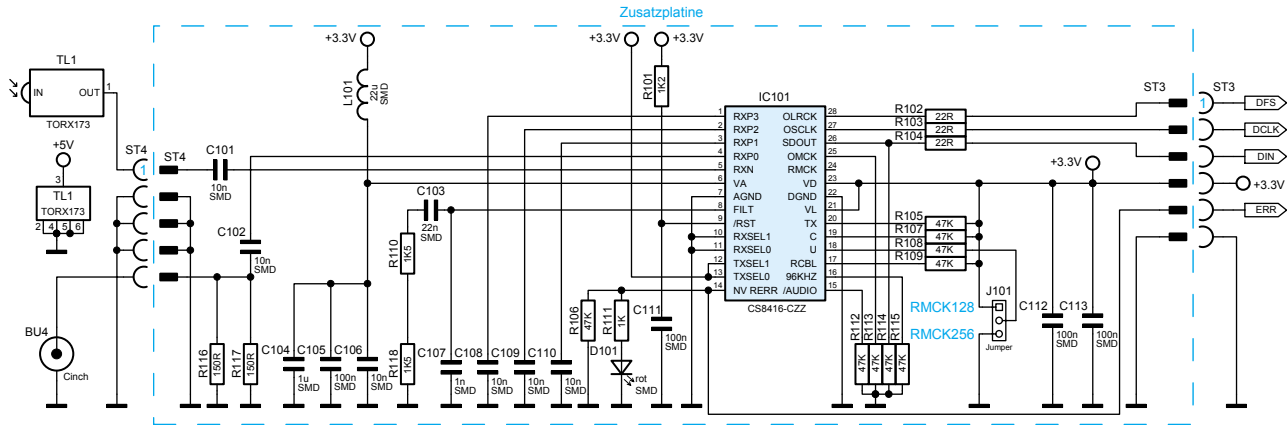 Zusatzplatine
+3.3V
+3.3V
+3.3V
TL1
IN
OUT
1
TORX173
+5V
3
TL1
TORX173
2
4
5
6
ST4
1
ST4
C101
10n
SMD
C102
10n
SMD
BU4
Cinch
R116
150R
R117
150R
L101
22u
SMD
C104
1u
SMD
C105
100n
SMD
C106
10n
SMD
C103
22n
SMD
R110
1K5
R118
1K5
C107
1n
SMD
C108
10n
SMD
C109
10n
SMD
C110
10n
SMD
R101
1K2
R106
47K
R111
1K
D101
rot
SMD
C111
100n
SMD
IC101
1 RXP3 OLRCK 28
2 RXP2 OSCLK 27
3 RXP1 SDOUT 26
4 RXP0 OMCK 25
5 RXN RMCK 24
6 VA VD 23
7 AGND DGND 22
8 FILT VL 21
9 /RST TX 20
10 RXSEL1 C 19
11 RXSEL0 U 18
12 TXSEL1 RCBL 17
13 TXSEL0 96KHZ 16
14 NV RERR /AUDIO 15
CS8416-CZZ
R102
22R
R103
22R
R104
22R
R105
47K
R107
47K
R108
47K
R109
47K
R112
47K
R113
47K
R114
47K
R115
47K
RMCK128
RMCK256
J101
Jumper
C112
100n
SMD
C113
100n
SMD
+3.3V
ST3
ST3
1
DFS
DCLK
DIN
+3.3V
ERR